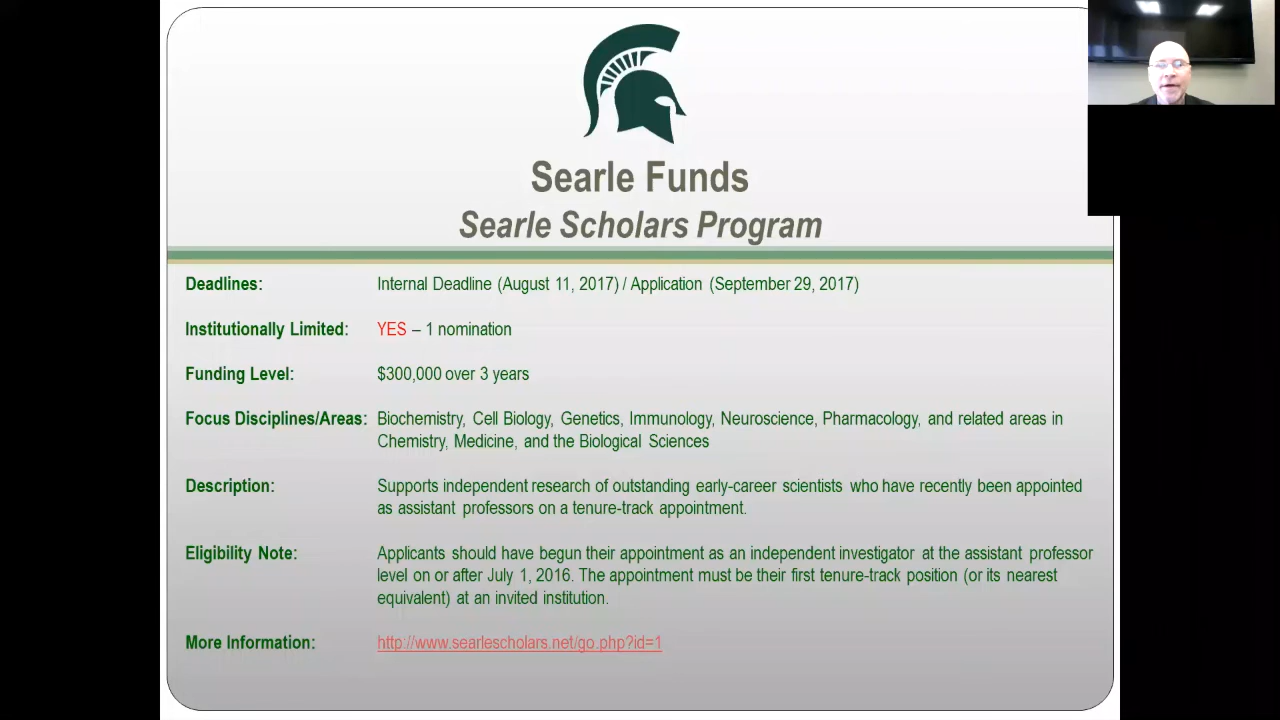 Searle Funds
Searle Scholars Program
Deadlines: Internal Deadline (August 11, 2017) / Application (September 29, 2017)
Institutionally Limited: YES – 1 nomination
Funding Level: $300,000 over 3 years
Focus Disciplines/Areas: Biochemistry, Cell Biology, Genetics, Immunology, Neuroscience, Pharmacology, and related areas in
Chemistry, Medicine, and the Biological Sciences
Description: Supports independent research of outstanding early-career scientists who have recently been appointed
as assistant professors on a tenure-track appointment.
Eligibility Note: Applicants should have begun their appointment as an independent investigator at the assistant professor
level on or after July 1, 2016. The appointment must be their first tenure-track position (or its nearest
equivalent) at an invited institution.
More Information: http://www.searlescholars.net/go.php?id=1